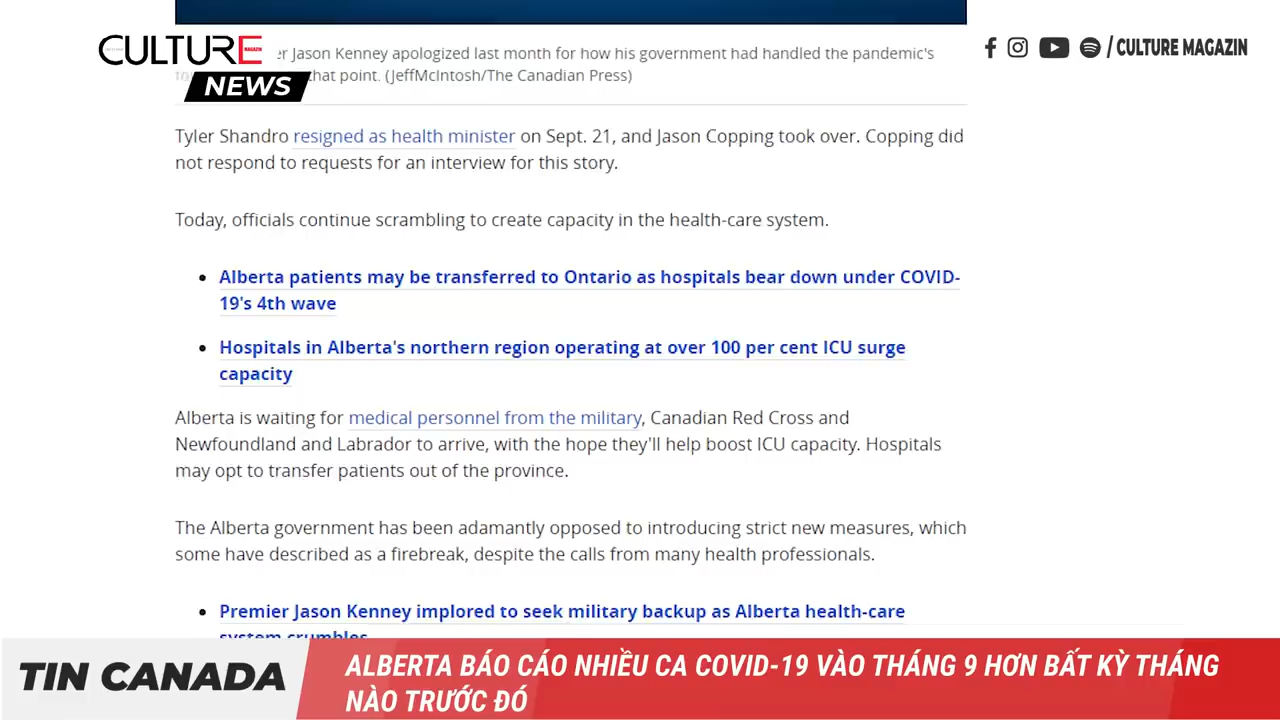 CULTURE
MAGAZIN
NEWS
/ CULTURE MAGAZIN
er Jason Kenney apologized last month for how his government had handled the pandemic's
that point. (JeffMcIntosh/The Canadian Press)
Tyler Shandro resigned as health minister on Sept. 21, and Jason Copping took over. Copping did
not respond to requests for an interview for this story.
Today, officials continue scrambling to create capacity in the health-care system.
• Alberta patients may be transferred to Ontario as hospitals bear down under COVID-
19's 4th wave
• Hospitals in Alberta's northern region operating at over 100 per cent ICU surge
capacity
Alberta is waiting for medical personnel from the military, Canadian Red Cross and
Newfoundland and Labrador to arrive, with the hope they'll help boost ICU capacity. Hospitals
may opt to transfer patients out of the province.
The Alberta government has been adamantly opposed to introducing strict new measures, which
some have described as a firebreak, despite the calls from many health professionals.
• Premier Jason Kenney implored to seek military backup as Alberta health-care
system crumbles
TIN CANADA
ALBERTA BÁO CÁO NHIỀU CA COVID-19 VÀO THÁNG 9 HƠN BẤT KỲ THÁNG
NÀO TRƯỚC ĐÓ